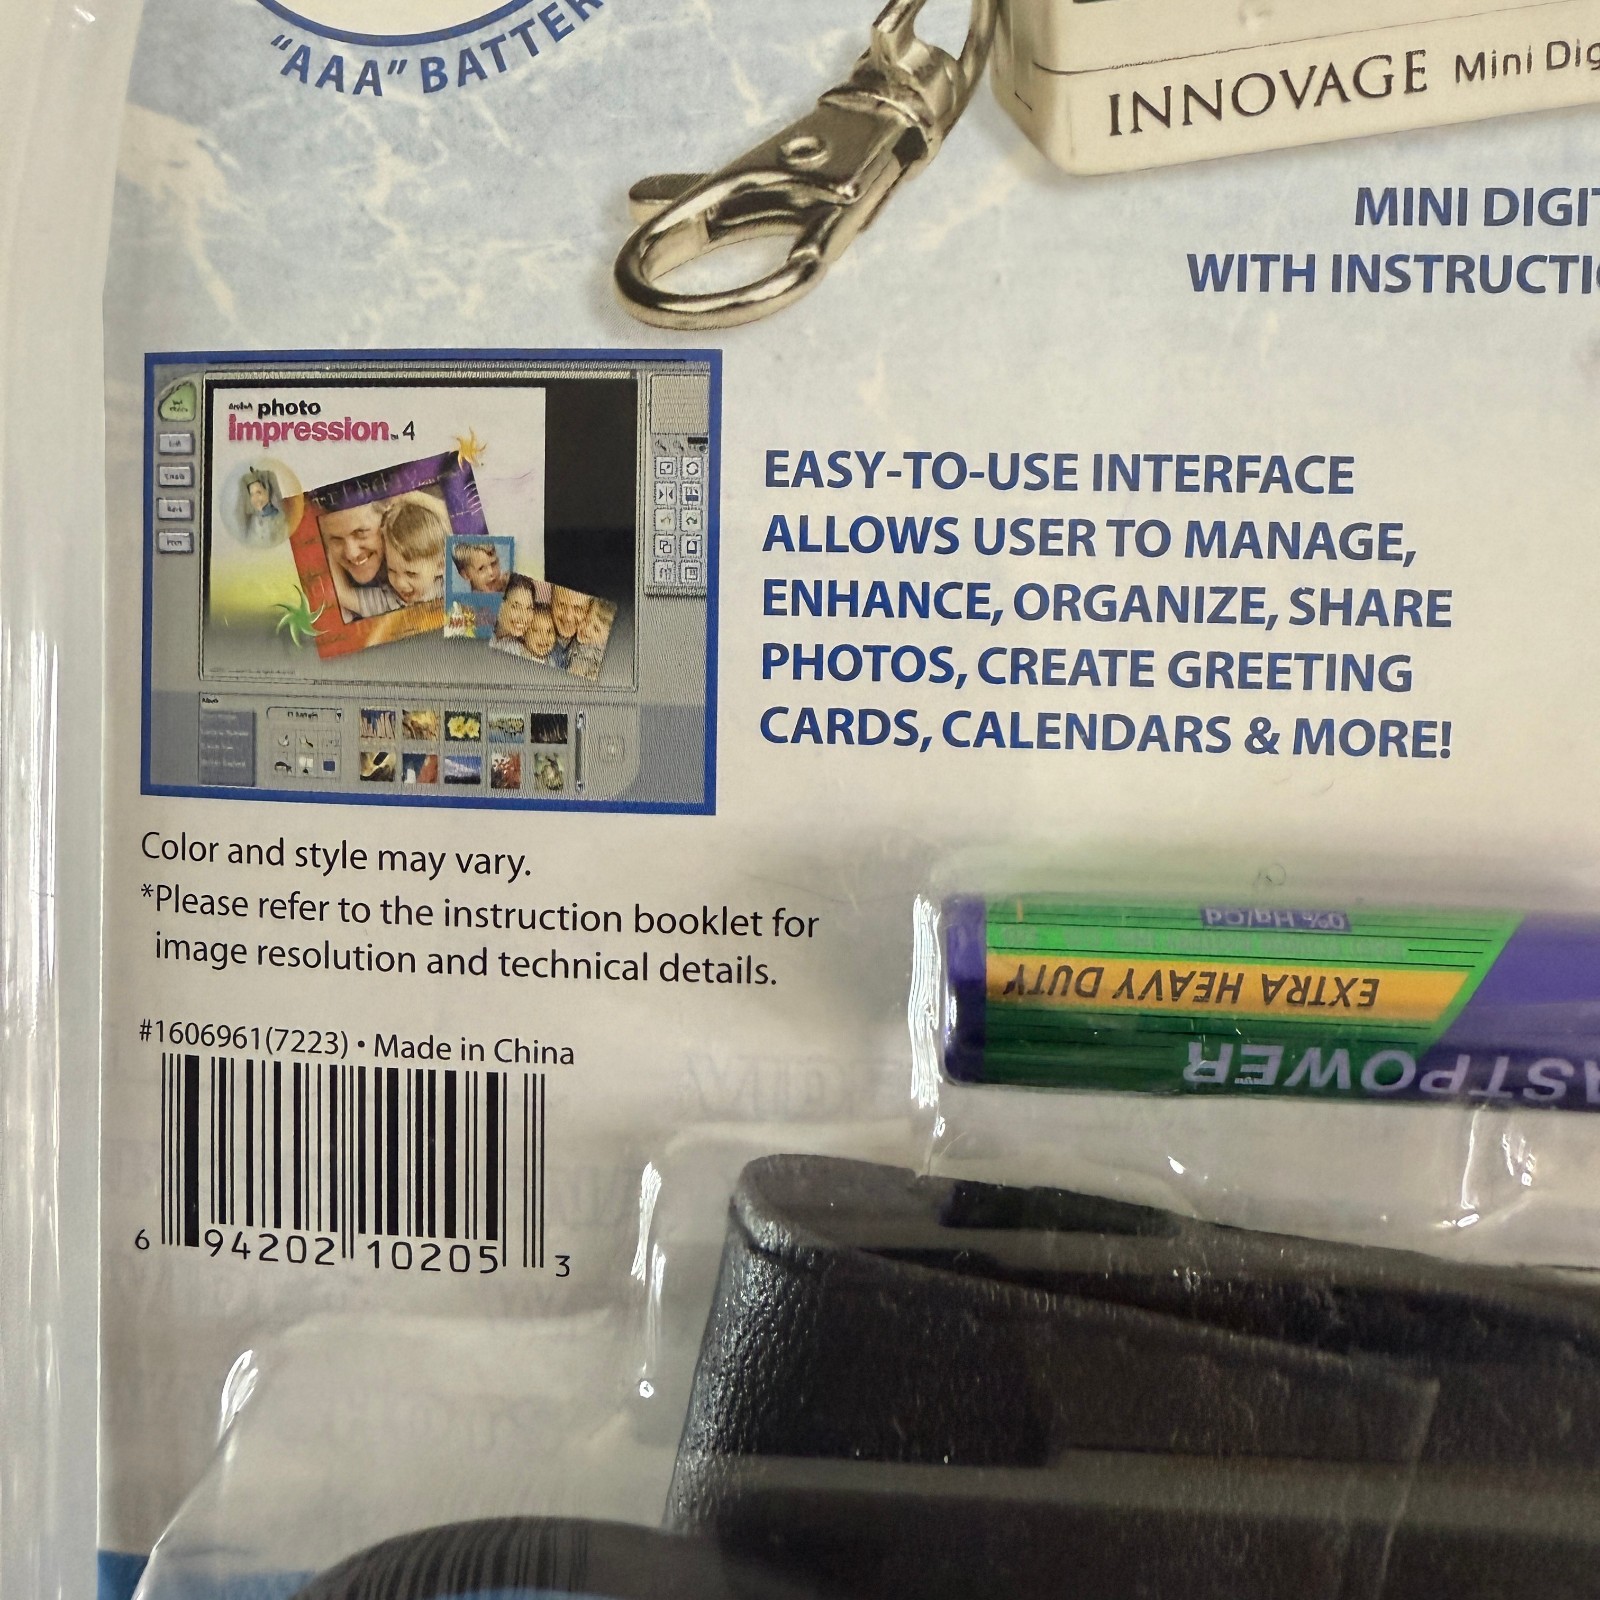 "AAA" BATTER
INNOVAGE Mini Dig
MINI DIGIT
WITH INSTRUCTIO
photo
Impression 4
EASY-TO-USE INTERFACE
ALLOWS USER TO MANAGE,
ENHANCE, ORGANIZE, SHARE
PHOTOS, CREATE GREETING
CARDS, CALENDARS & MORE!
Color and style may vary.
*Please refer to the instruction booklet for
image resolution and technical details.
#1606961(7223) • Made in China
6 94202 10205 3
0% Hg/Cd
EXTRA HEAVY DUTY
ASTPOWER